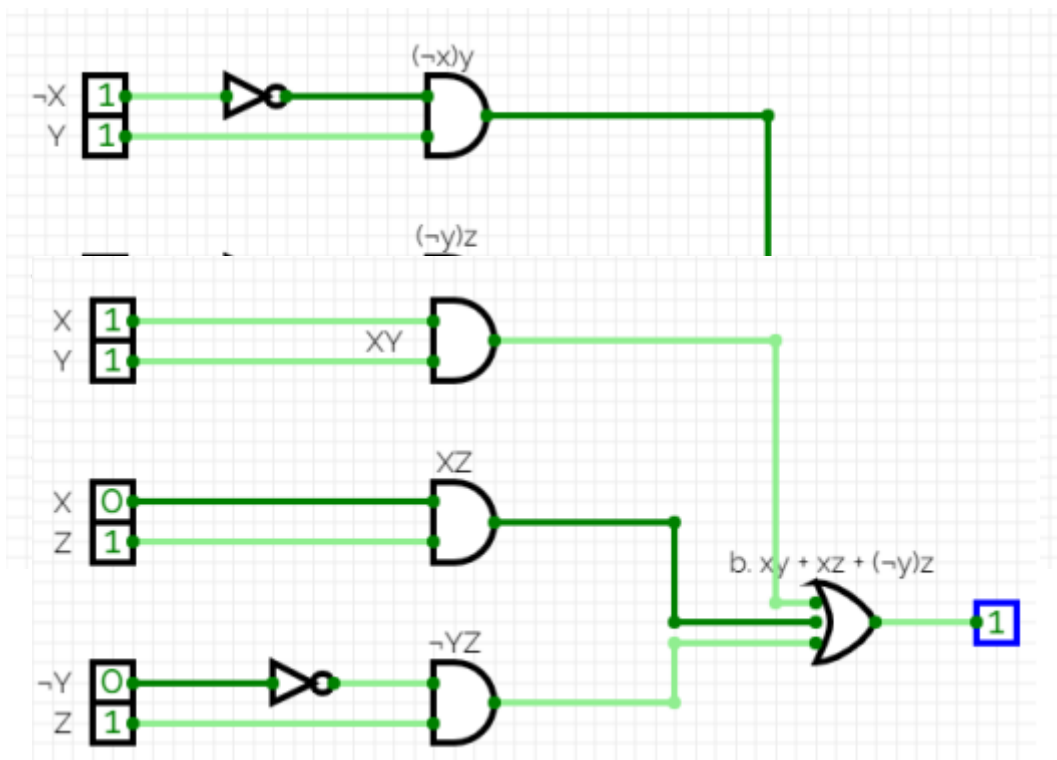 (¬x)y
¬X 1
Y 1
(¬y)z
X 1
Y 1
XY
XZ
X 0
Z 1
b. xy + xz + (¬y)z
1
¬YZ
¬Y 0
Z 1